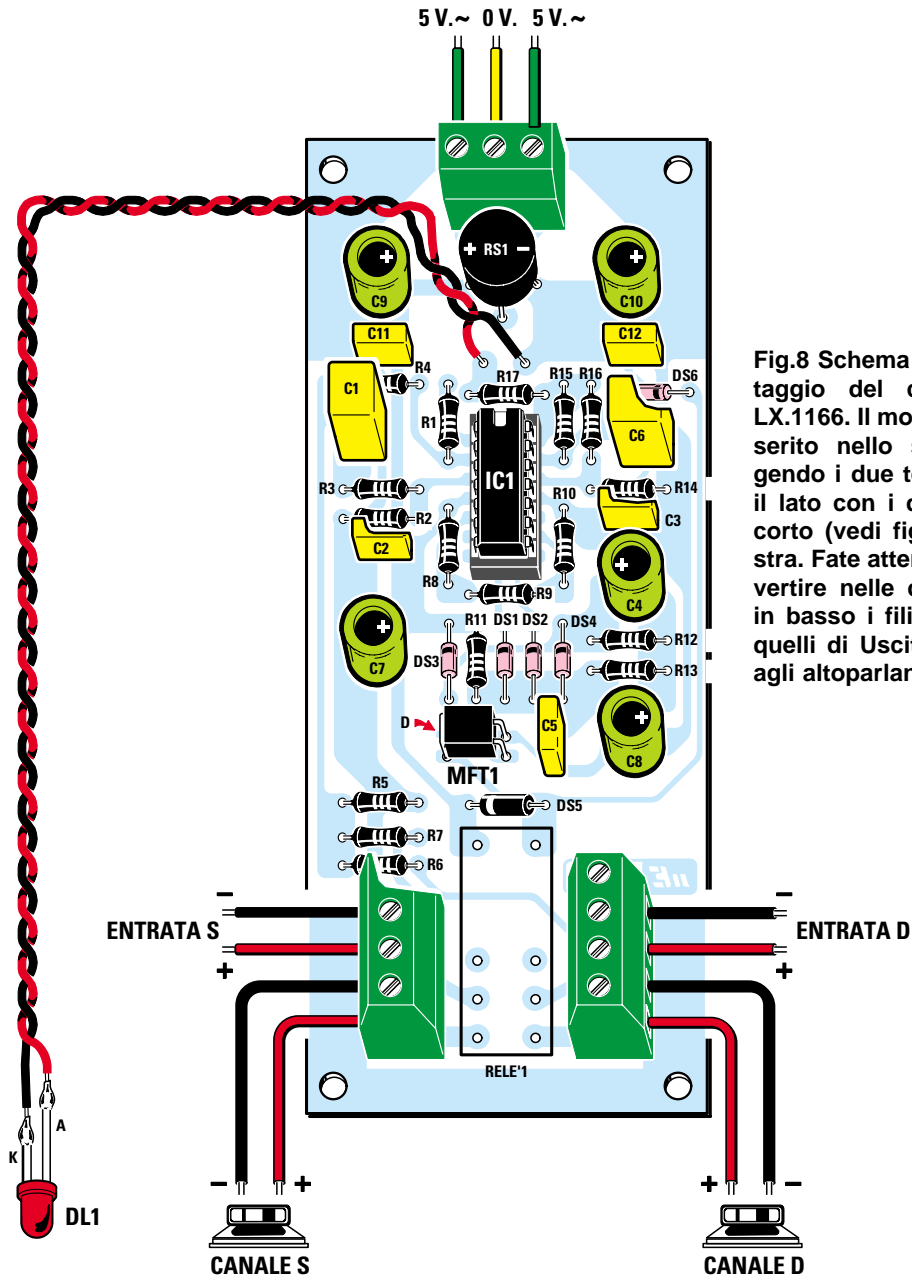 5 V.~ 0 V. 5 V.~
+ RS1 -
+
C9
+
C10
C11
C12
R4
R17
R15 R16
DS6
C1
R1
C6
IC1
R3
R10
R14
R2
C3
C2
R8
+
C4
R9
+
C7
R11 DS1 DS2 DS4
DS3
R12
R13
D
C5
+
C8
MFT1
R5
DS5
R7
R6
-
ENTRATA S
+
-
ENTRATA D
+
RELE'1
A
K
DL1
- +
CANALE S
+ -
CANALE D
Fig.8 Schema
taggio del
LX.1166. Il mo
serito nello
gendo i due
il lato con i
corto (vedi
stra. Fate
vertire nelle
in basso i fili
quelli di
agli